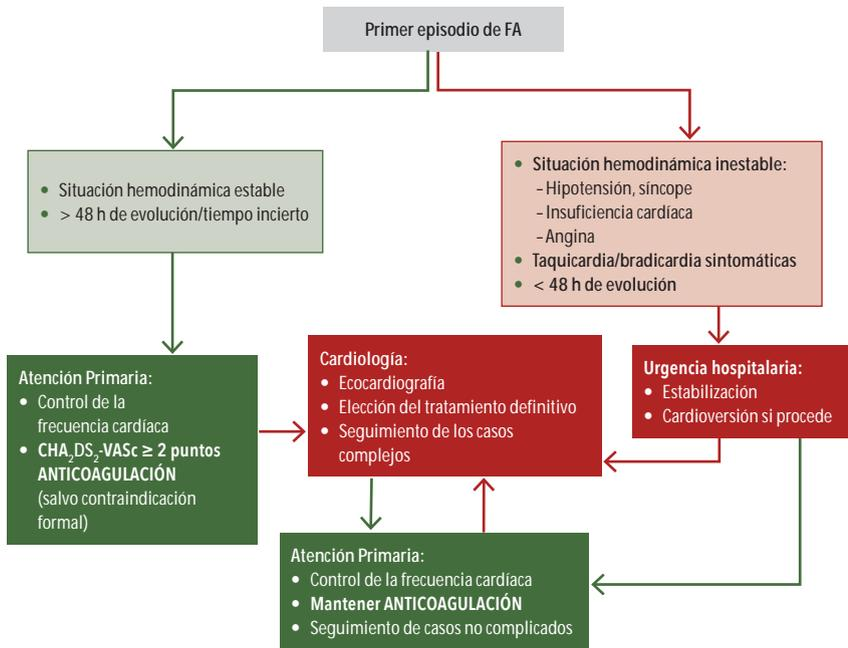 Primer episodio de FA
• Situación hemodinámica estable
• > 48 h de evolución/tiempo incierto
• Situación hemodinámica inestable:
– Hipotensión, síncope
– Insuficiencia cardíaca
– Angina
• Taquicardia/bradicardia sintomáticas
• < 48 h de evolución
Atención Primaria:
• Control de la
frecuencia cardíaca
• CHA₂DS₂-VASc ≥ 2 puntos
ANTICOAGULACIÓN
(salvo contraindicación
formal)
Cardiología:
• Ecocardiografía
• Elección del tratamiento definitivo
• Seguimiento de los casos
complejos
Urgencia hospitalaria:
• Estabilización
• Cardioversión si procede
Atención Primaria:
• Control de la frecuencia cardíaca
• Mantener ANTICOAGULACIÓN
• Seguimiento de casos no complicados